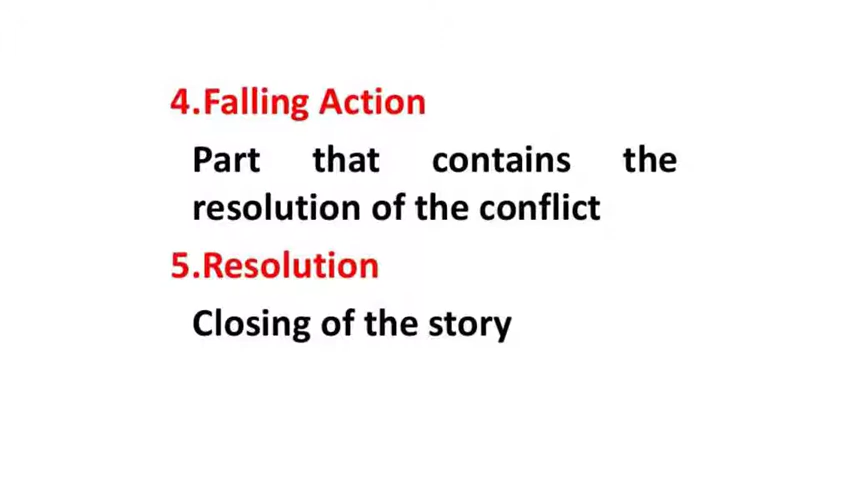 4.Falling Action
Part that contains the
resolution of the conflict
5.Resolution
Closing of the story